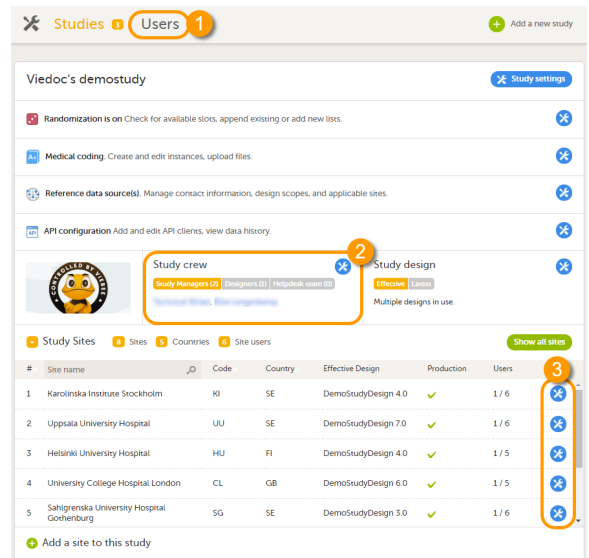 Studies 3 Users 1 Add a new study
Viedoc's demostudy Study settings
Randomization is on Check for available slots, append existing or add new lists.
Medical coding. Create and edit instances, upload files.
Reference data source(s). Manage contact information, design scopes, and applicable sites.
API API configuration Add and edit API clients, view data history.
2
CONTROLLED BY VIEBEE
Study crew
Study Managers (2) Designers (1) Helpdesk team (0)
Study design
Effective Latest
Multiple designs in use.
Study Sites 8 Sites 5 Countries 6 Site users Show all sites
3
# Site name Code Country Effective Design Production Users
1 Karolinska Institute Stockholm KI SE DemoStudyDesign 4.0 1 / 6
2 Uppsala University Hospital UU SE DemoStudyDesign 7.0 1 / 6
3 Helsinki University Hospital HU FI DemoStudyDesign 4.0 1 / 5
4 University College Hospital London CL GB DemoStudyDesign 6.0 1 / 5
5 Sahlgrenska University Hospital Gothenburg SG SE DemoStudyDesign 3.0 1 / 6
Add a site to this study